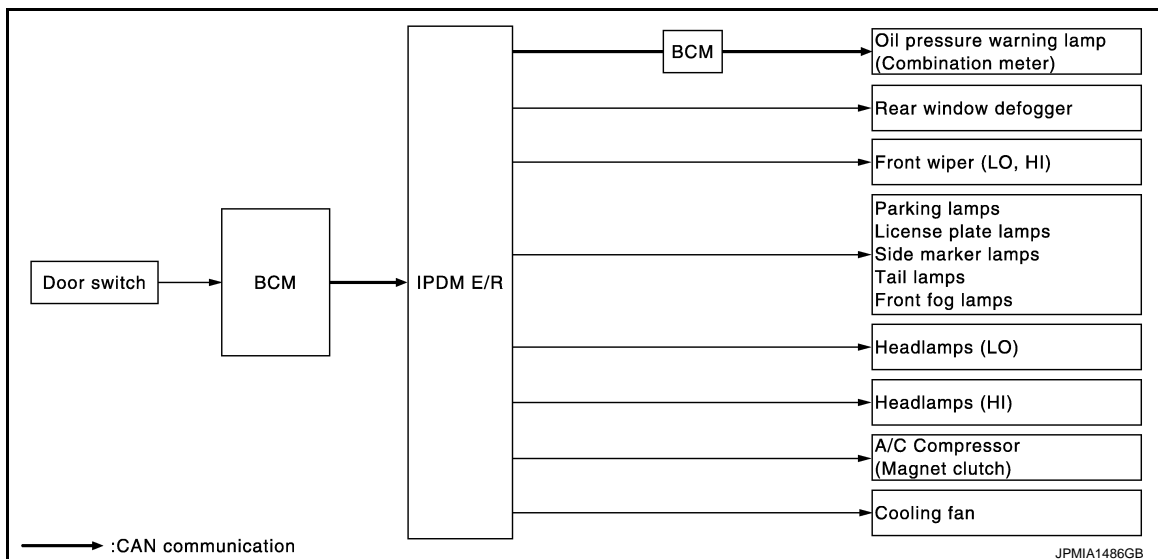 Door switch
BCM
IPDM E/R
BCM
Oil pressure warning lamp
(Combination meter)
Rear window defogger
Front wiper (LO, HI)
Parking lamps
License plate lamps
Side marker lamps
Tail lamps
Front fog lamps
Headlamps (LO)
Headlamps (HI)
A/C Compressor
(Magnet clutch)
Cooling fan
:CAN communication
JPMIA1486GB